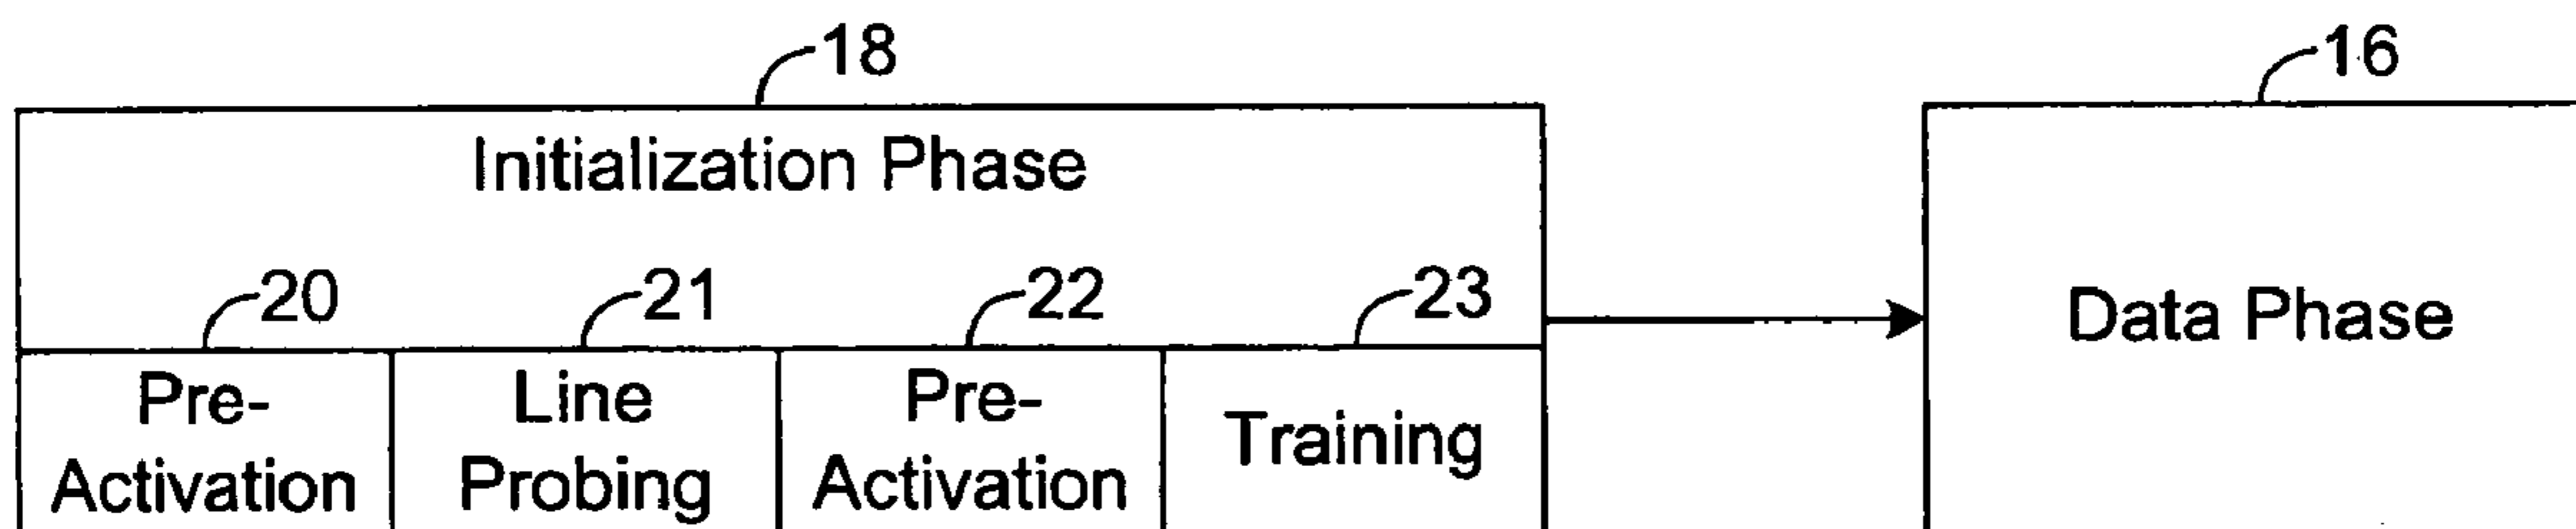 18
16
Initialization Phase
20
21
22
23
Data Phase
Pre-
Activation
Line
Probing
Pre-
Activation
Training